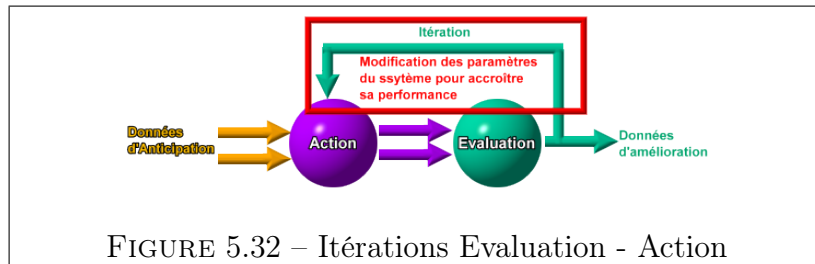 Itération
Modification des paramètres
du ssytème pour accroître
sa performance
Données
d'Anticipation
Action
Evaluation
Données
d'amélioration
FIGURE 5.32 – Itérations Evaluation - Action